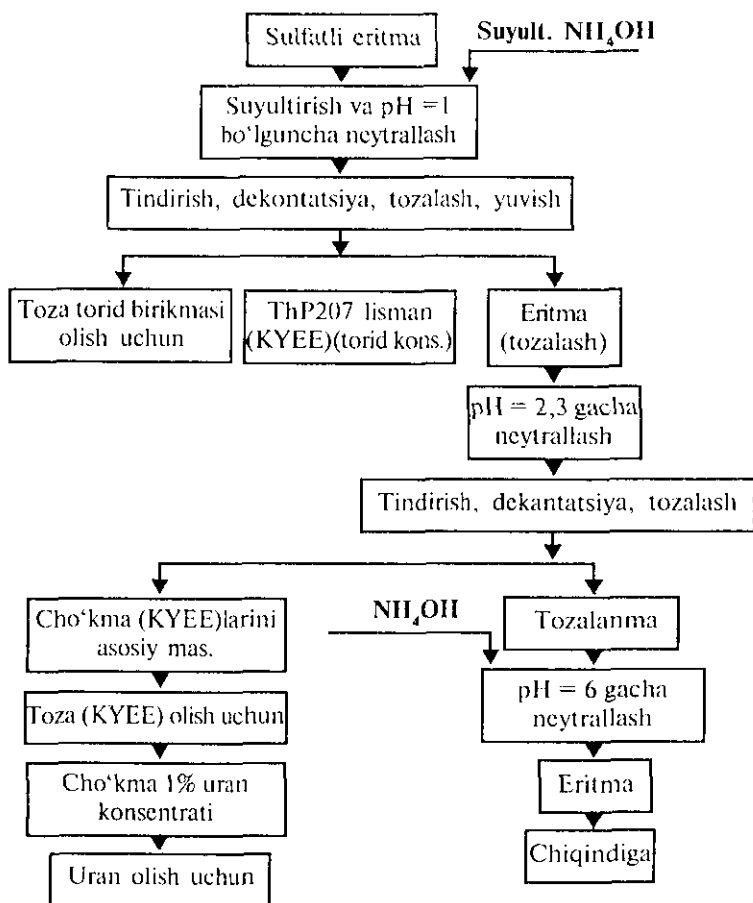 Sulfatli eritma
Suyult. NH₄OH
Suyultirish va pH =1
bo‘lguncha neytrallash
Tindirish, dekontatsiya, tozalash, yuvish
Toza torid birikmasi
olish uchun
ThP207 lisman
(KYEE)(torid kons.)
Eritma
(tozalash)
pH = 2,3 gacha
neytrallash
Tindirish, dekantatsiya, tozalash
Cho‘kma (KYEE)larini
asosiy mas.
NH₄OH
Tozalanma
Toza (KYEE) olish uchun
pH = 6 gacha
neytrallash
Cho‘kma 1% uran
konsentrati
Eritma
Uran olish uchun
Chiqindiga